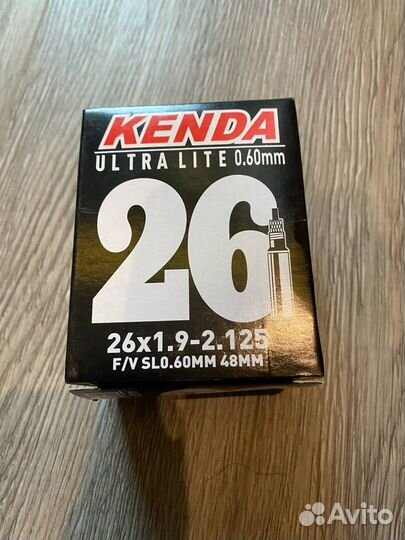 KENDA
ULTRA LITE 0.60mm
26
26x1.9-2.125
F/V SL0.60MM 48MM
Avito